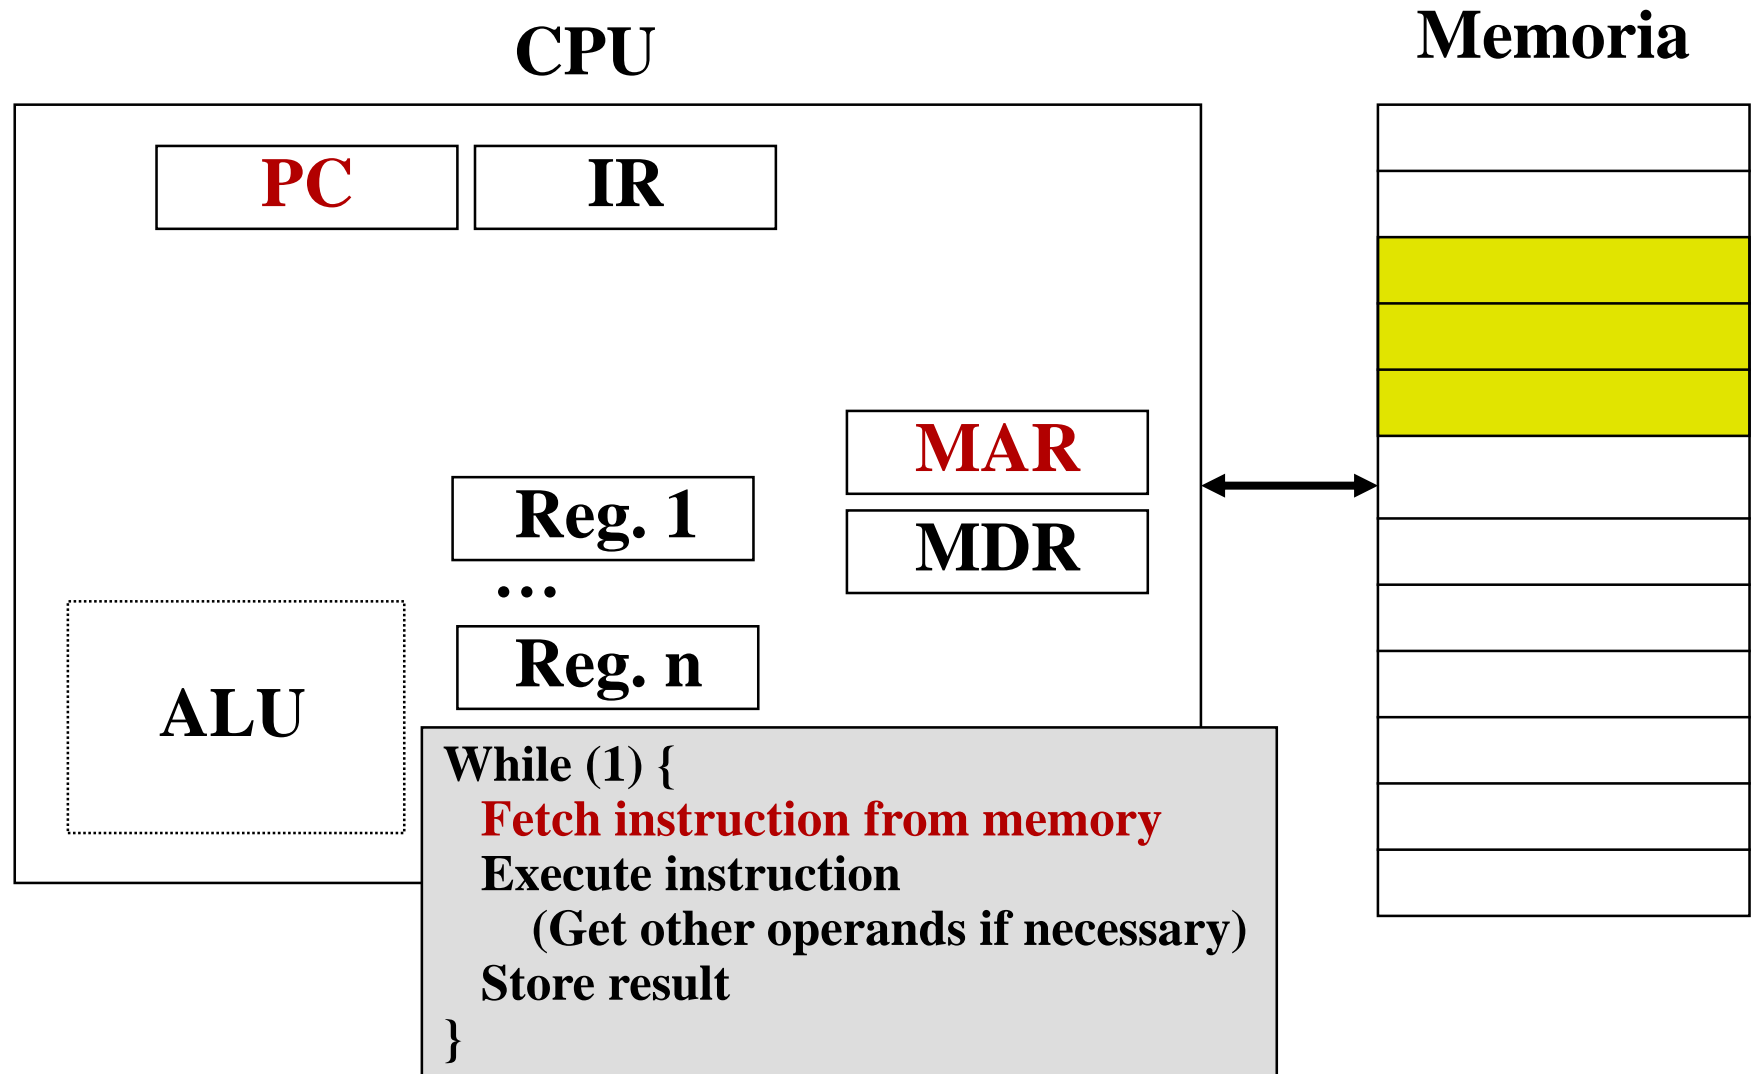 CPU
Memoria
PC
IR
MAR
Reg. 1
MDR
…
Reg. n
ALU
While (1) {
Fetch instruction from memory
Execute instruction
(Get other operands if necessary)
Store result
}